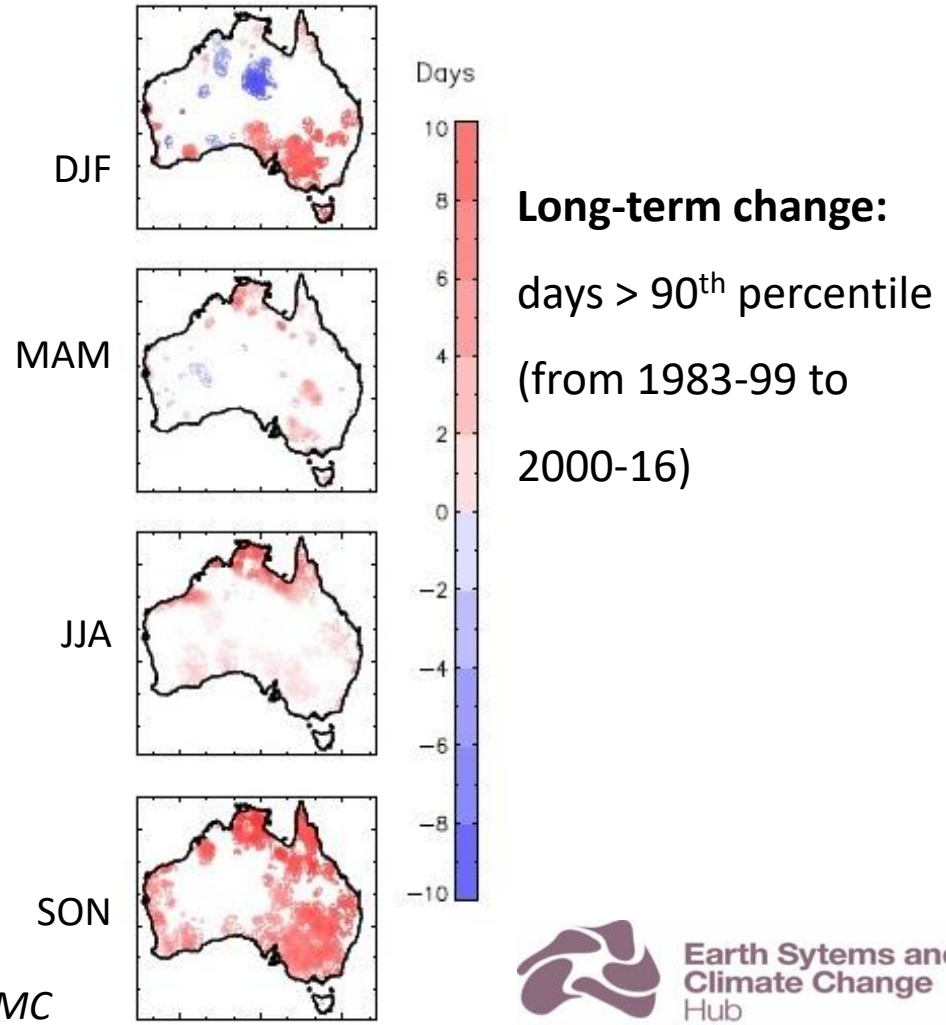 DJF
MAM
JJA
SON
Days
10
8
6
4
2
0
−2
−4
−6
−8
−10
Long-term change:
days > 90th percentile
(from 1983-99 to
2000-16)
MC
Earth Sytems and
Climate Change
Hub